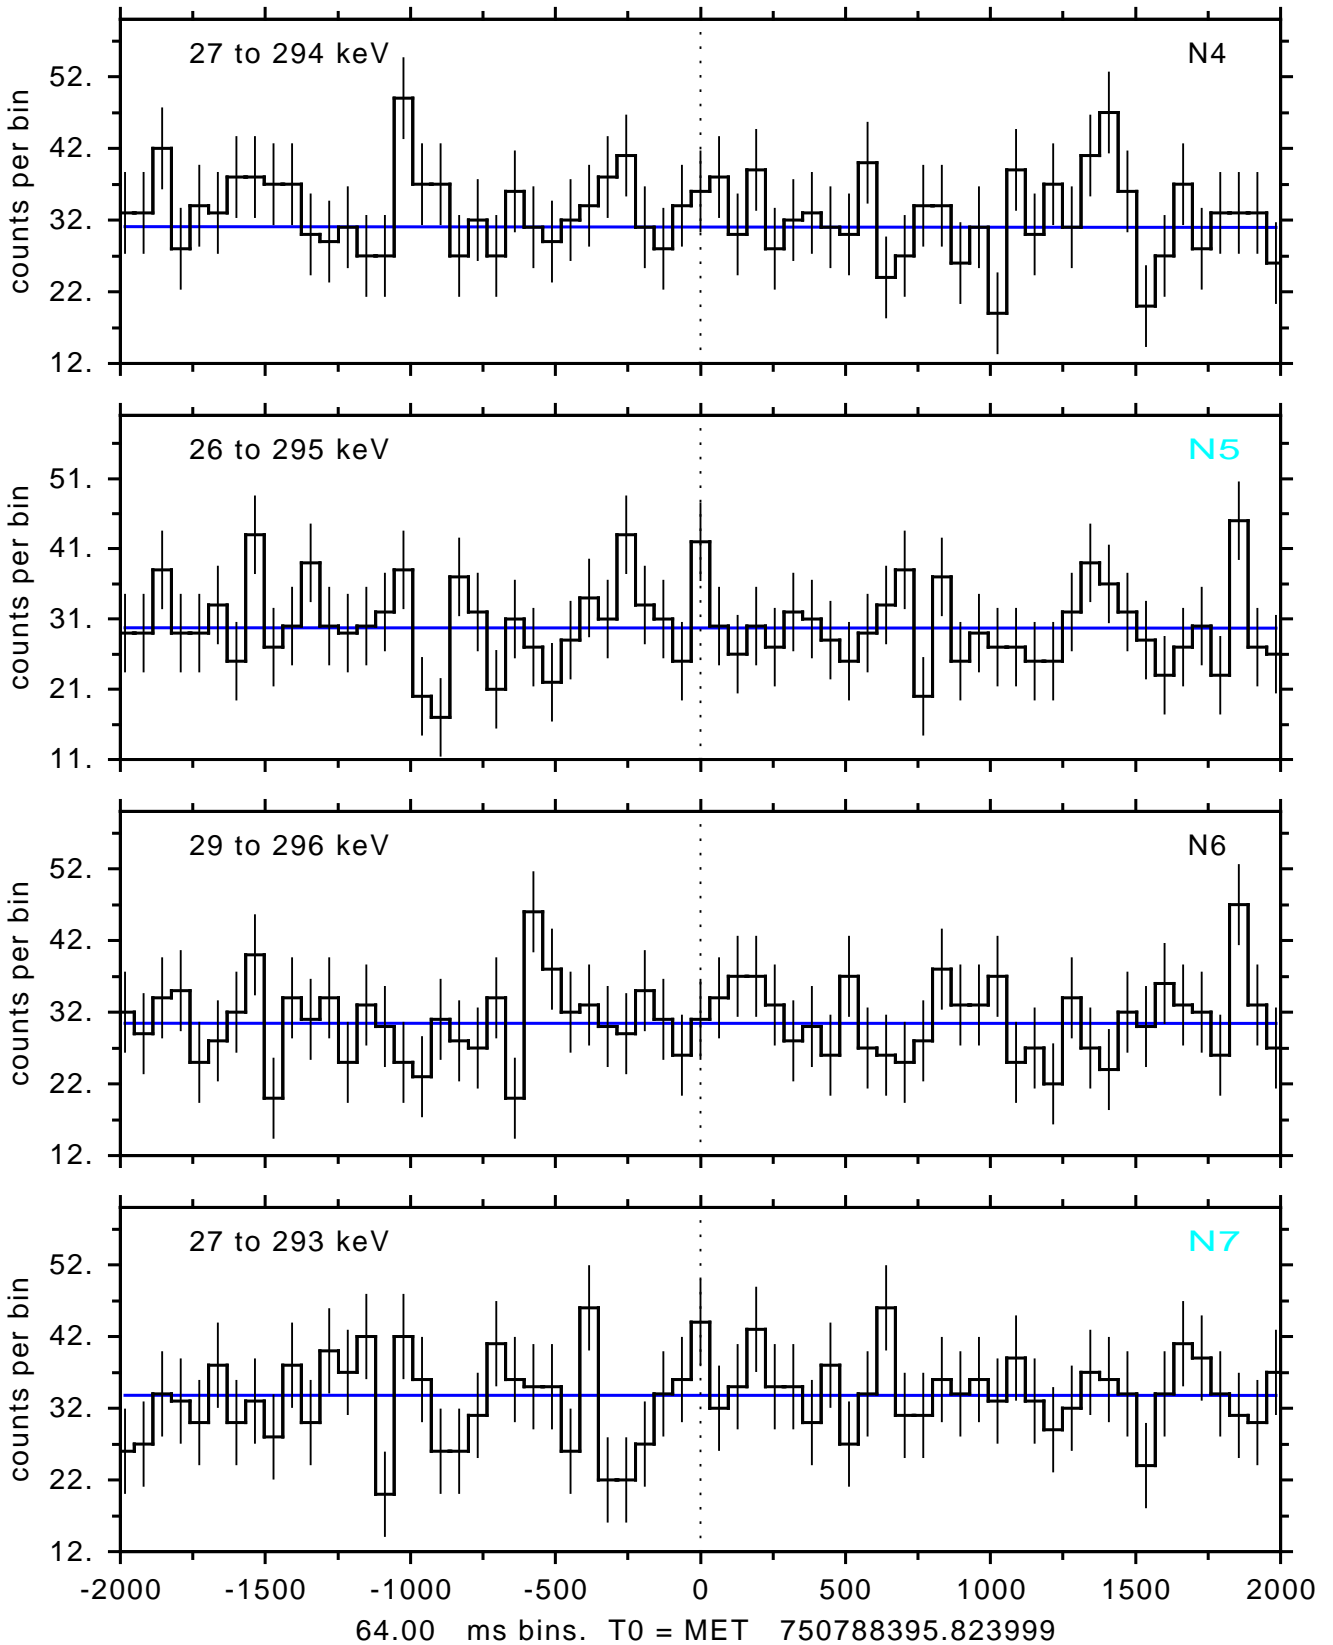 27 to 294 keV N4
52.
42.
32.
22.
12.
counts per bin
26 to 295 keV N5
51.
41.
31.
21.
11.
counts per bin
29 to 296 keV N6
52.
42.
32.
22.
12.
counts per bin
27 to 293 keV N7
52.
42.
32.
22.
12.
counts per bin
-2000 -1500 -1000 -500 0 500 1000 1500 2000
64.00 ms bins. T0 = MET 750788395.823999